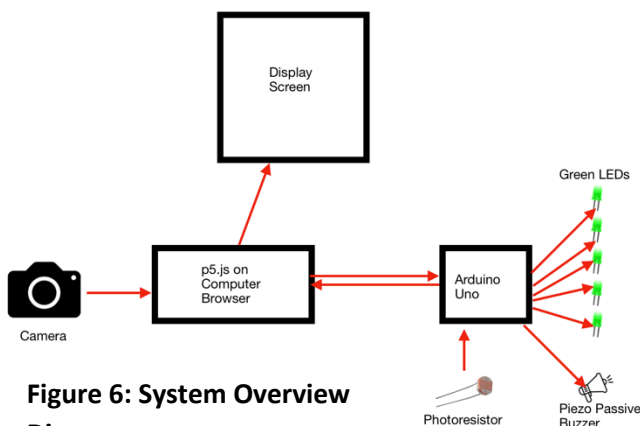 Display
Screen
Green LEDs
p5.js on
Computer
Browser
Arduino
Uno
Camera
Figure 6: System Overview
Photoresistor
Piezo Passive
Buzzer